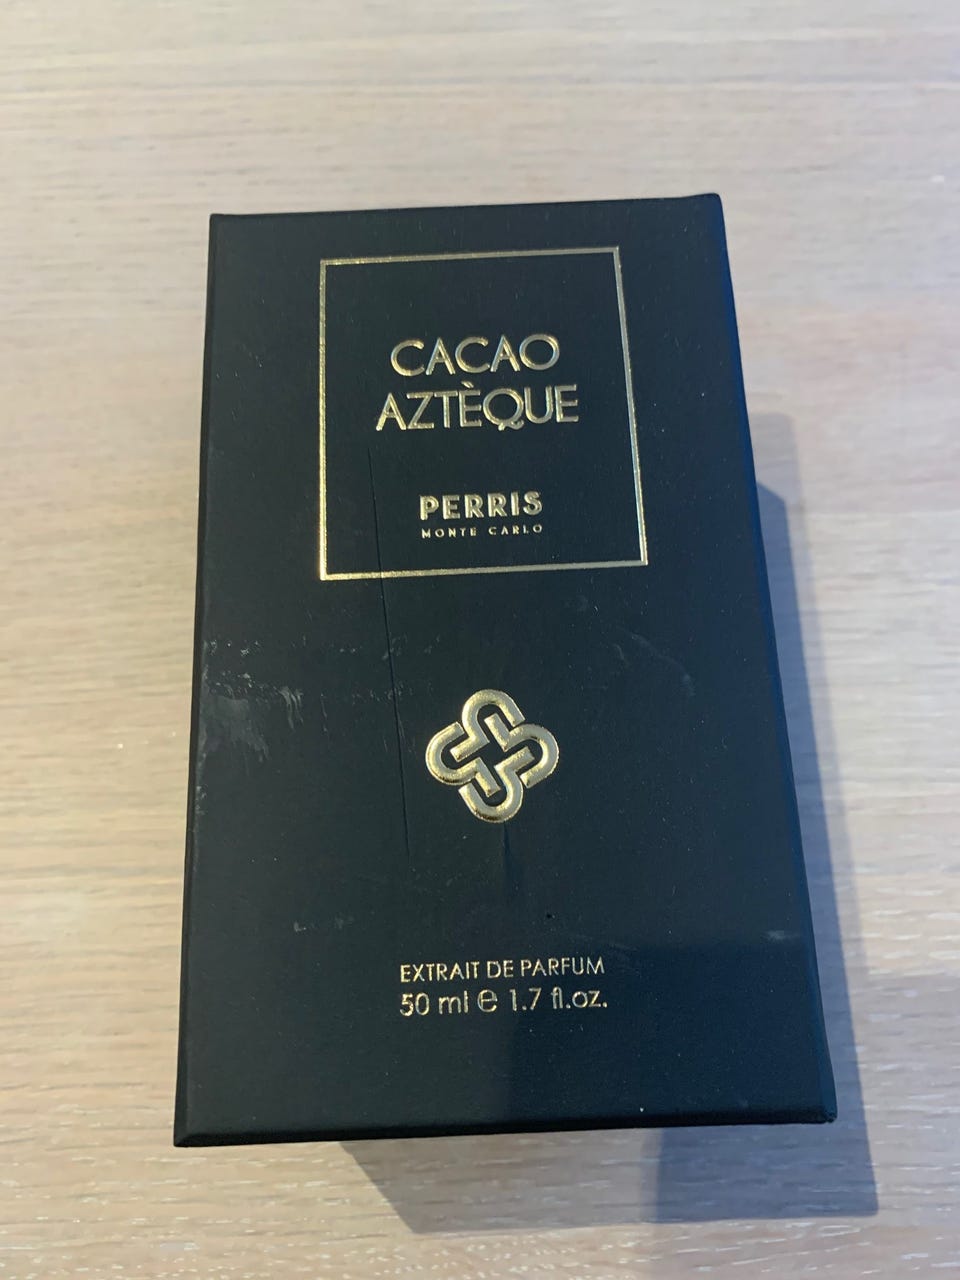 CACAO
AZTÈQUE
PERRIS
MONTE CARLO
EXTRAIT DE PARFUM
50 ml ℮ 1.7 fl.oz.